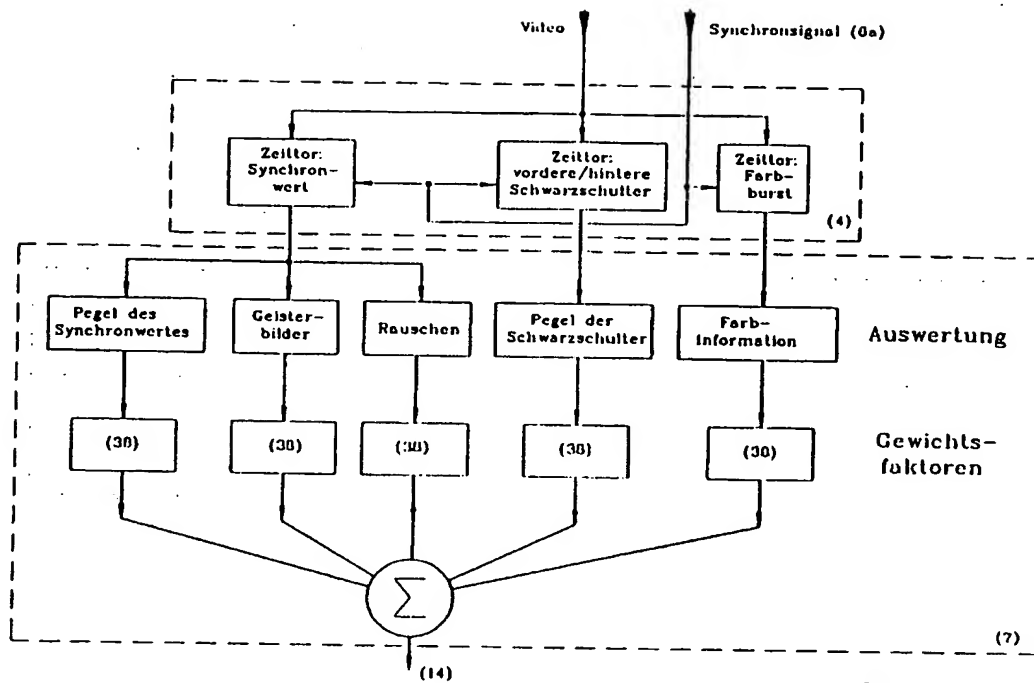 Video
Synchronsignal (6a)
Zeittor:
Synchron-
wert
Zeittor:
vordere/hintere
Schwarzschulter
Zeittor:
Farb-
burst
(4)
Pegel des
Synchronwertes
Geister-
bilder
Rauschen
Pegel der
Schwarzschulter
Farb-
information
Auswertung
(38)
(38)
(38)
(38)
(38)
Gewichts-
faktoren
Σ
(7)
(14)